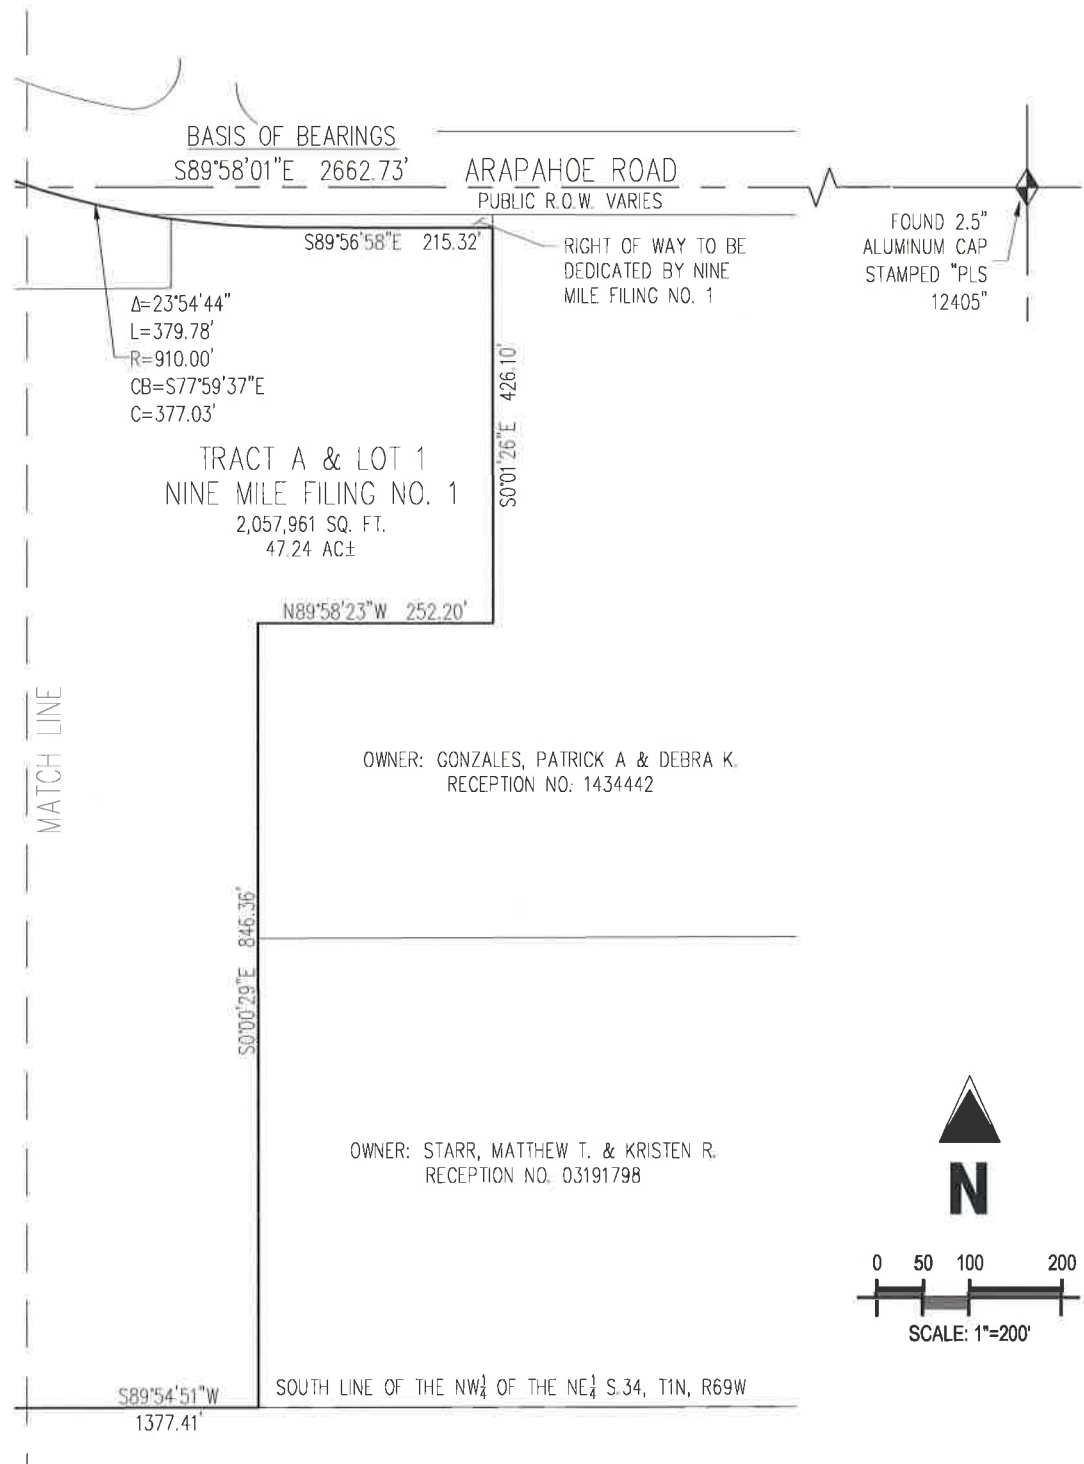 BASIS OF BEARINGS
S89°58'01"E 2662.73'
ARAPAHOE ROAD
PUBLIC R.O.W. VARIES
S89°56'58"E 215.32'
RIGHT OF WAY TO BE
DEDICATED BY NINE
MILE FILING NO. 1
FOUND 2.5"
ALUMINUM CAP
STAMPED "PLS
12405"
Δ=23°54'44"
L=379.78'
R=910.00'
CB=S77°59'37"E
C=377.03'
S0°01'26"E 426.10'
TRACT A & LOT 1
NINE MILE FILING NO. 1
2,057,961 SQ. FT.
47.24 AC±
N89°58'23"W 252.20'
MATCH LINE
OWNER: GONZALES, PATRICK A & DEBRA K.
RECEPTION NO: 1434442
S0°00'29"E 846.36'
OWNER: STARR, MATTHEW T. & KRISTEN R.
RECEPTION NO. 03191798
N
0 50 100 200
SCALE: 1"=200'
S89°54'51"W
1377.41'
SOUTH LINE OF THE NW¼ OF THE NE¼ S.34, T1N, R69W